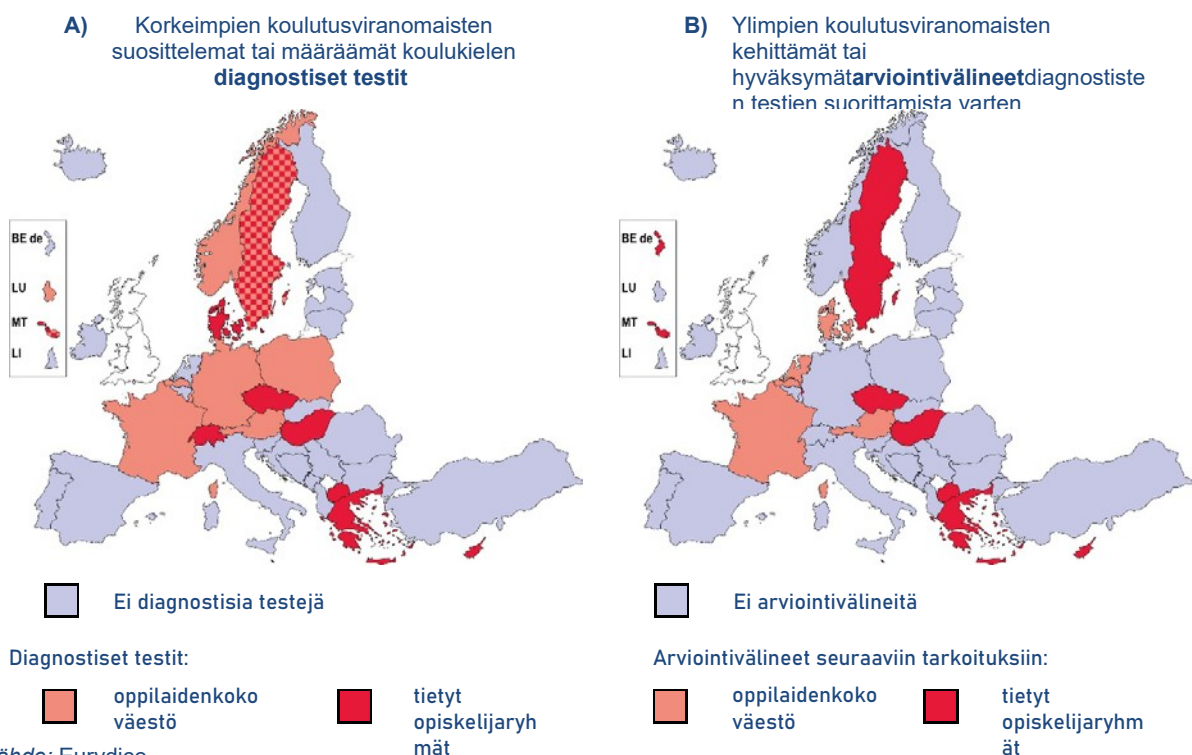 A) Korkeimpien koulutusviranomaisten
suosittelemat tai määräämät koulukielen
diagnostiset testit
B) Ylimpien koulutusviranomaisten
kehittämät tai
hyväksymätarviointivälineetdiagnostiste
n testien suorittamista varten
BE de
LU
MT
LI
BE de
LU
MT
LI
Ei diagnostisia testejä
Diagnostiset testit:
oppilaidenkoko
väestö
tietyt
opiskelijaryh
mät
Ei arviointivälineitä
Arviointivälineet seuraaviin tarkoituksiin:
oppilaidenkoko
väestö
tietyt
opiskelijaryhm
ät
Eurydice